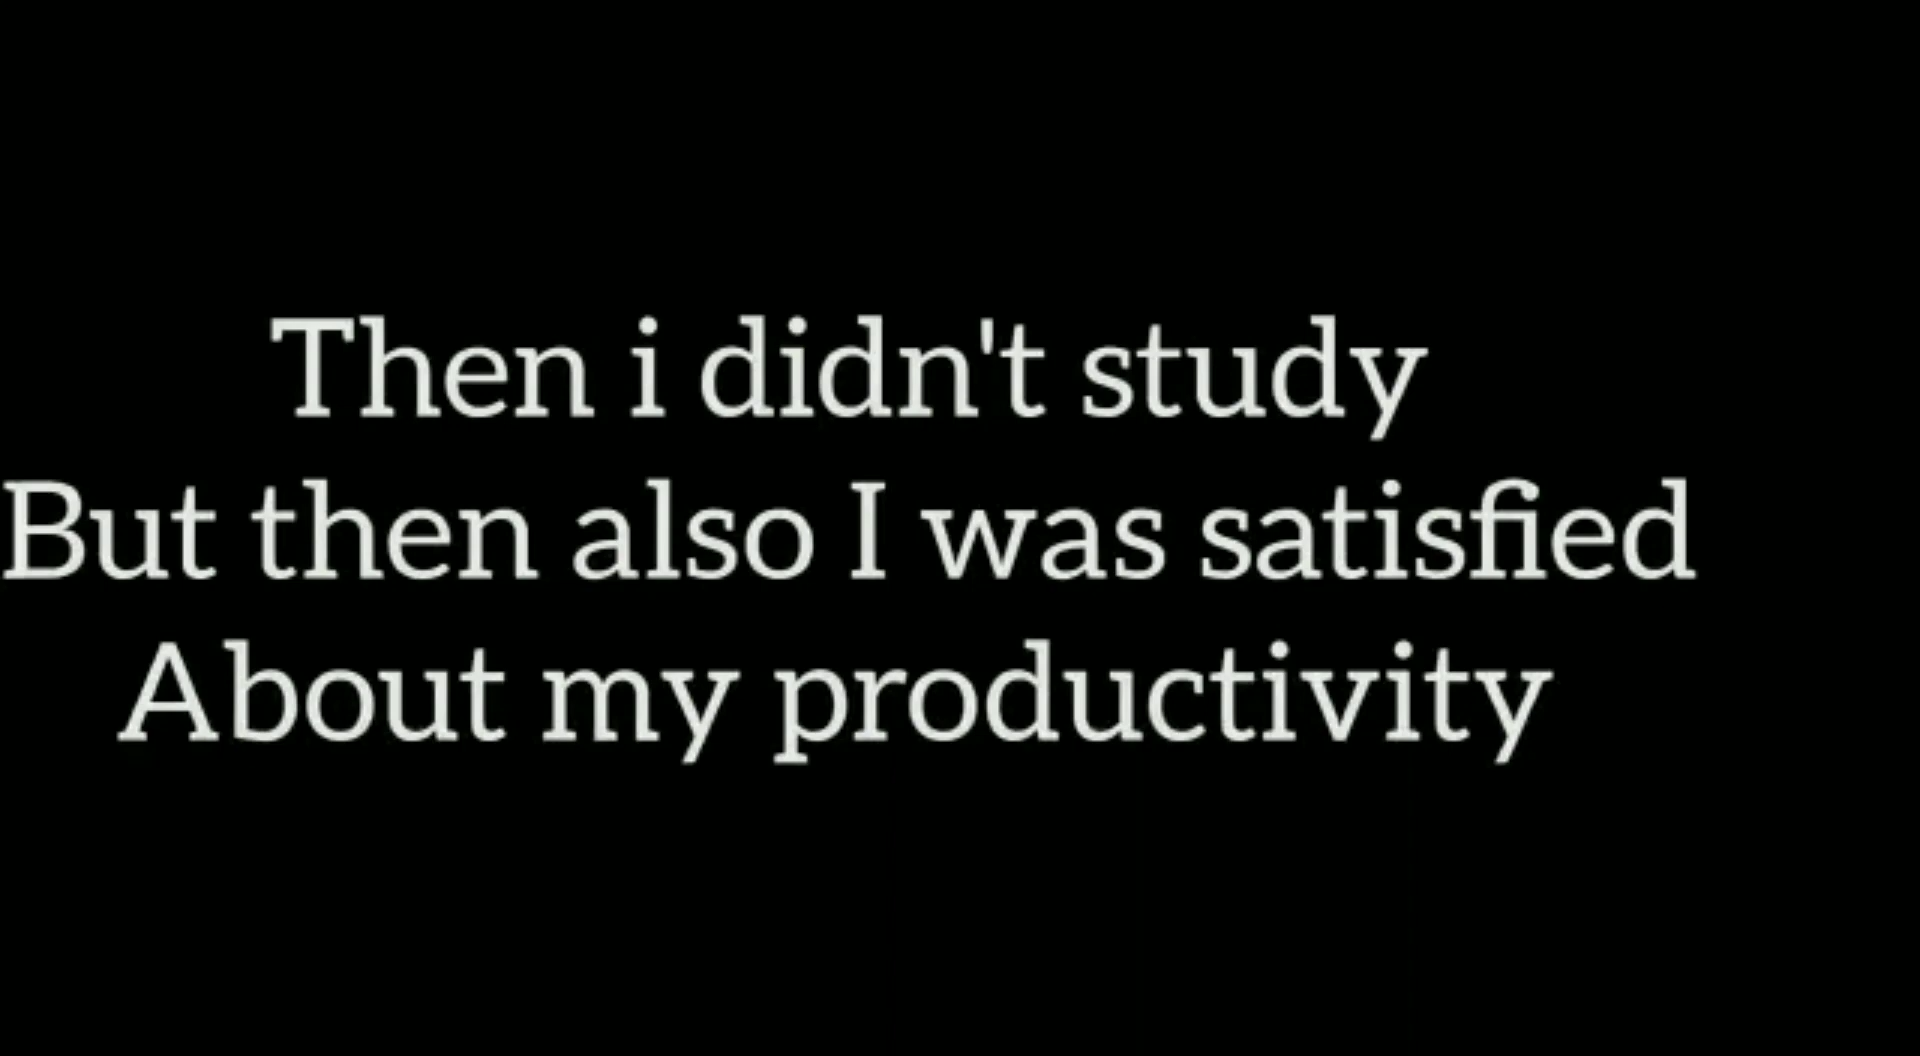 Then i didn't study
But then also I was satisfied
About my productivity